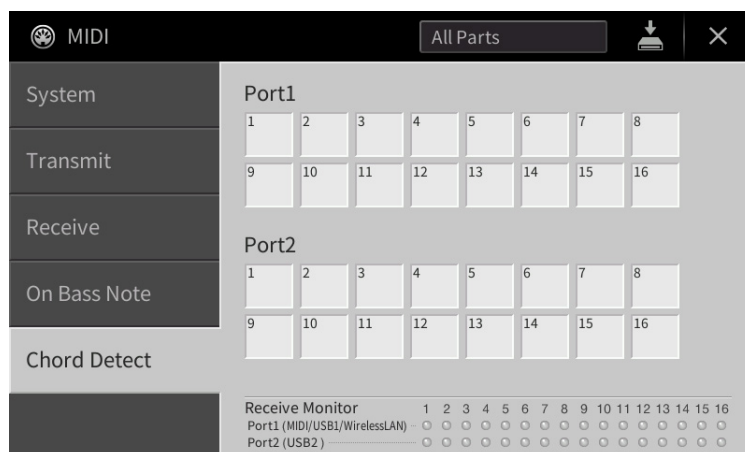 MIDI
All Parts
System
Transmit
Receive
On Bass Note
Chord Detect
Port1
1 2 3 4 5 6 7 8
9 10 11 12 13 14 15 16
Port2
1 2 3 4 5 6 7 8
9 10 11 12 13 14 15 16
Receive Monitor 1 2 3 4 5 6 7 8 9 10 11 12 13 14 15 16
Port1 (MIDI/USB1/WirelessLAN)
Port2 (USB2)